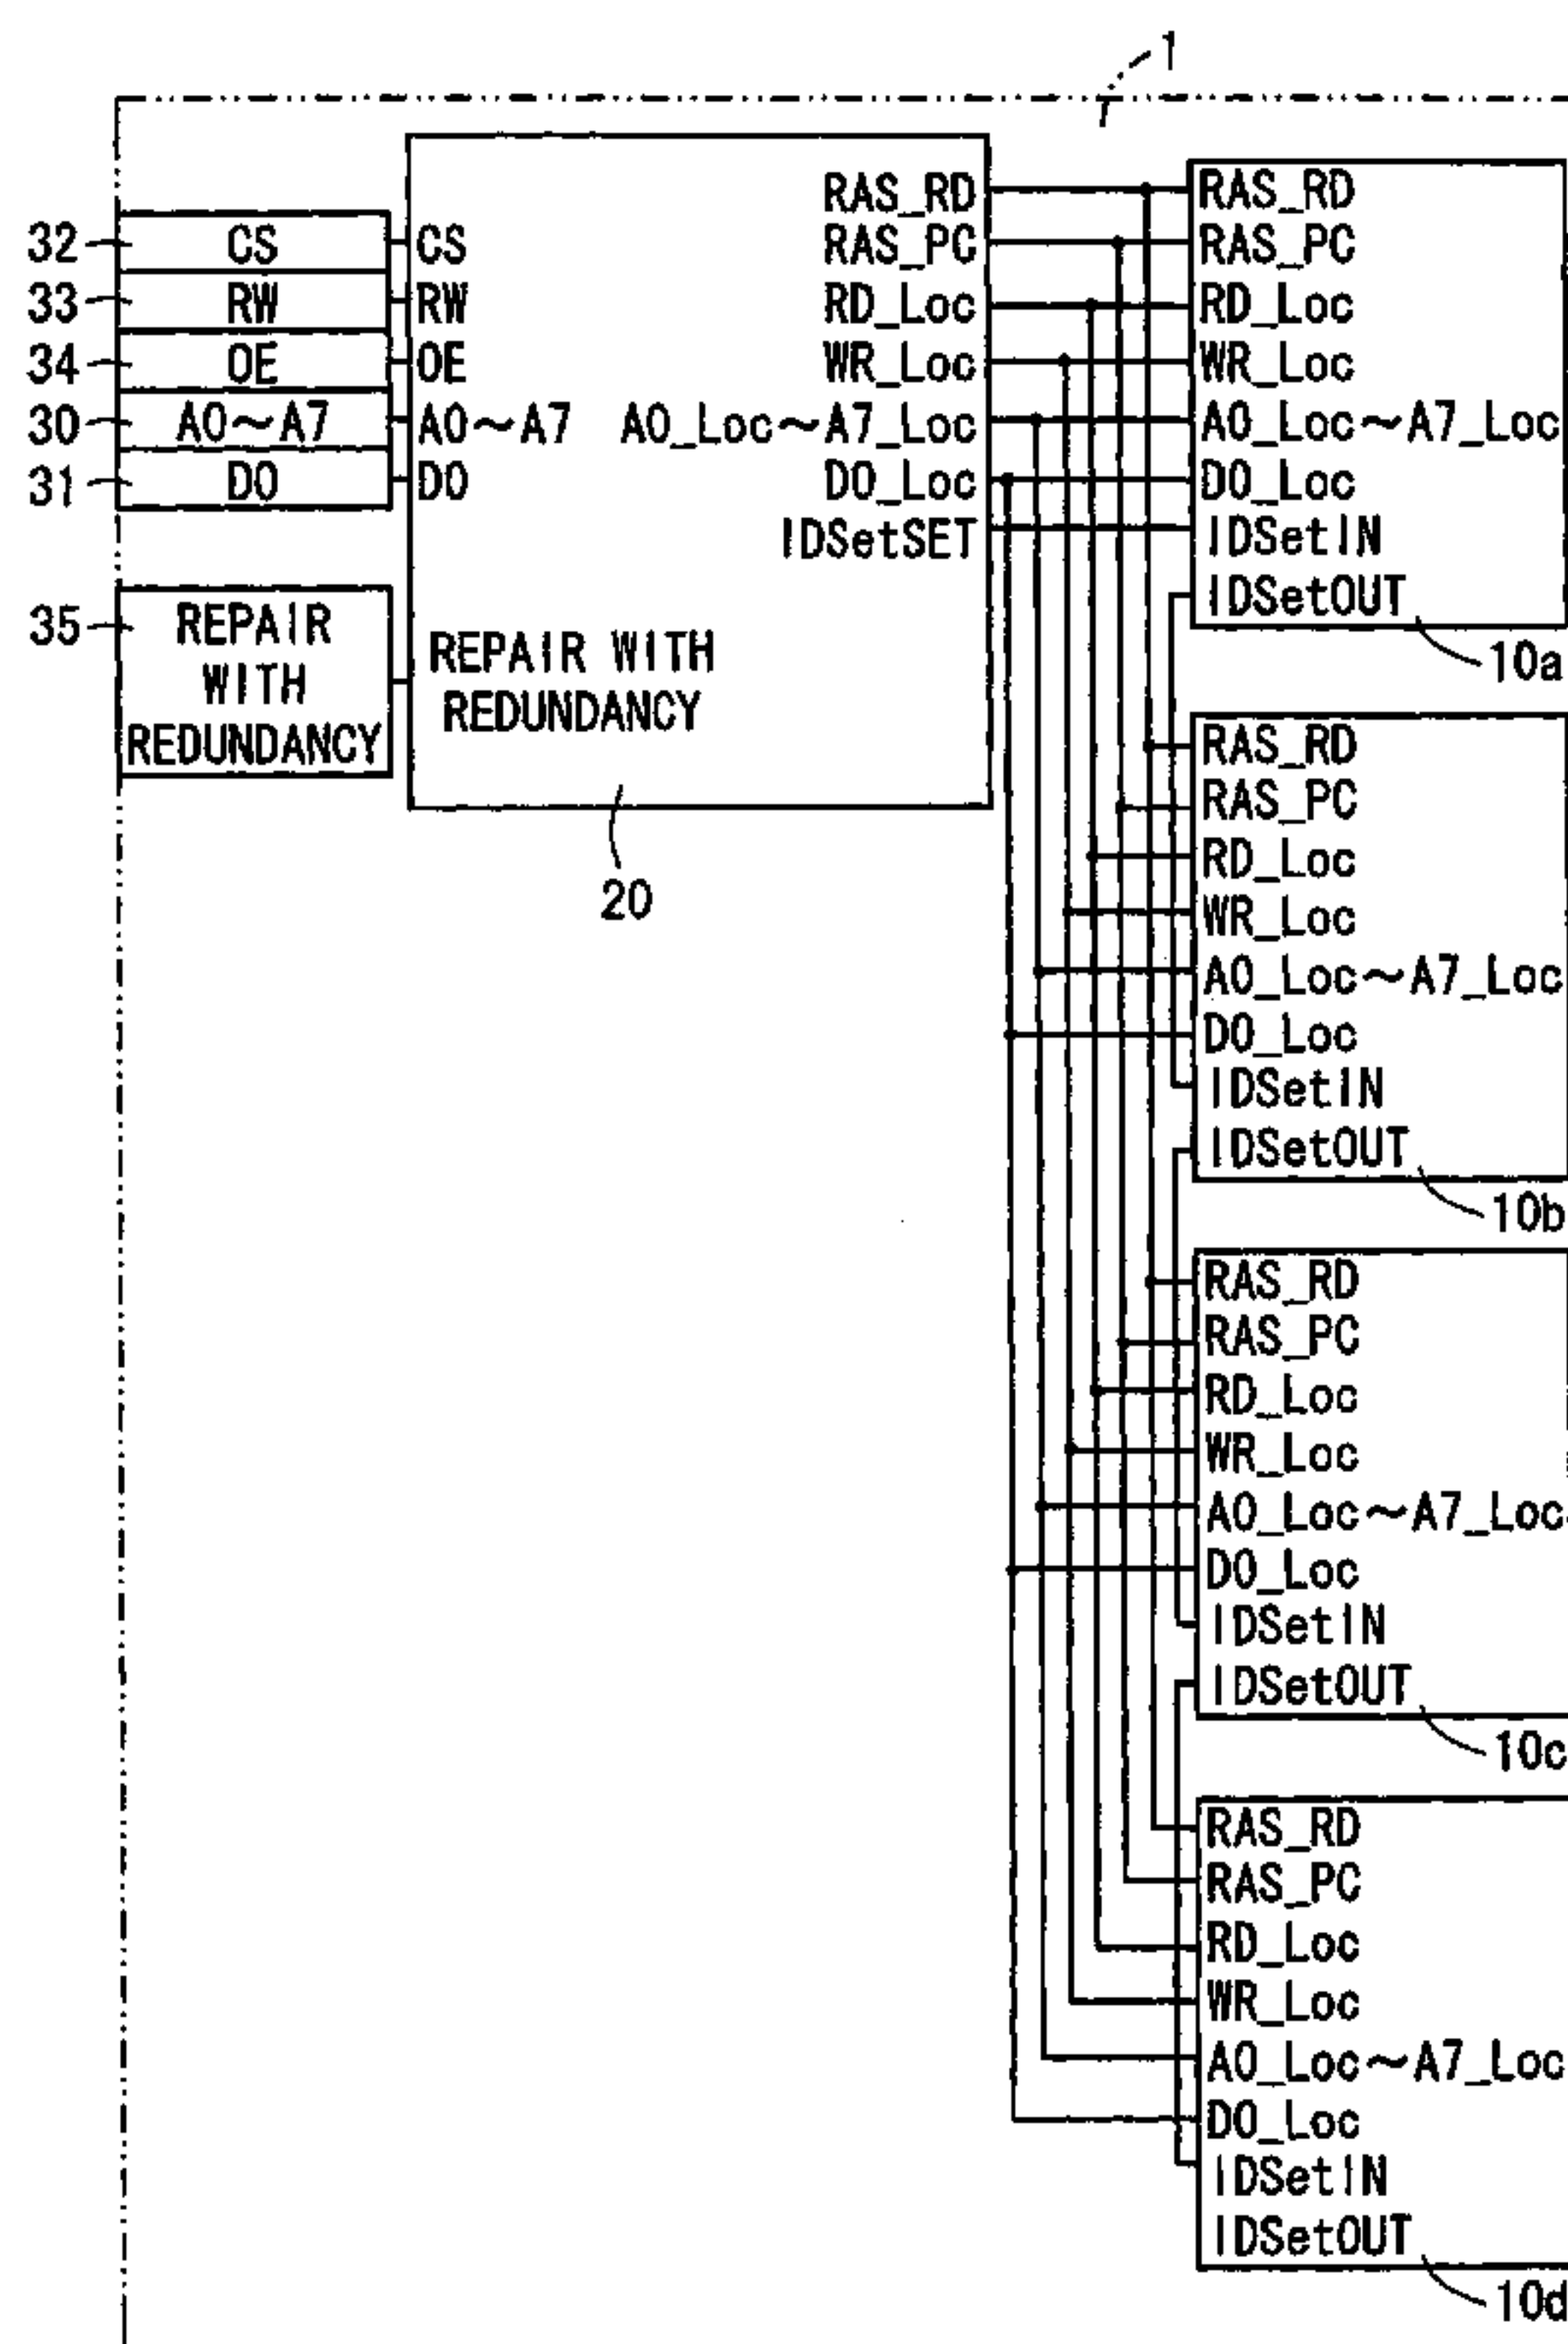 1
32
CS
33
RW
34
OE
30
A0~A7
31
D0
35
REPAIR
WITH
REDUNDANCY
CS
RW
OE
A0~A7
D0
REPAIR WITH
REDUNDANCY
RAS_RD
RAS_PC
RD_Loc
WR_Loc
A0_Loc~A7_Loc
D0_Loc
IDSetSET
20
RAS_RD
RAS_PC
RD_Loc
WR_Loc
A0_Loc~A7_Loc
D0_Loc
IDSetIN
IDSetOUT
10a
RAS_RD
RAS_PC
RD_Loc
WR_Loc
A0_Loc~A7_Loc
D0_Loc
IDSetIN
IDSetOUT
10b
RAS_RD
RAS_PC
RD_Loc
WR_Loc
A0_Loc~A7_Loc
D0_Loc
IDSetIN
IDSetOUT
10c
RAS_RD
RAS_PC
RD_Loc
WR_Loc
A0_Loc~A7_Loc
D0_Loc
IDSetIN
IDSetOUT
10d